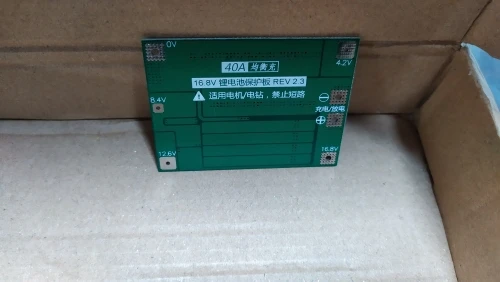 0V
4.2V
40A 均衡充
16.8V 锂电池保护板 REV 2.3
适用电机/电钻，禁止短路
8.4V
充电/放电
12.6V
16.8V